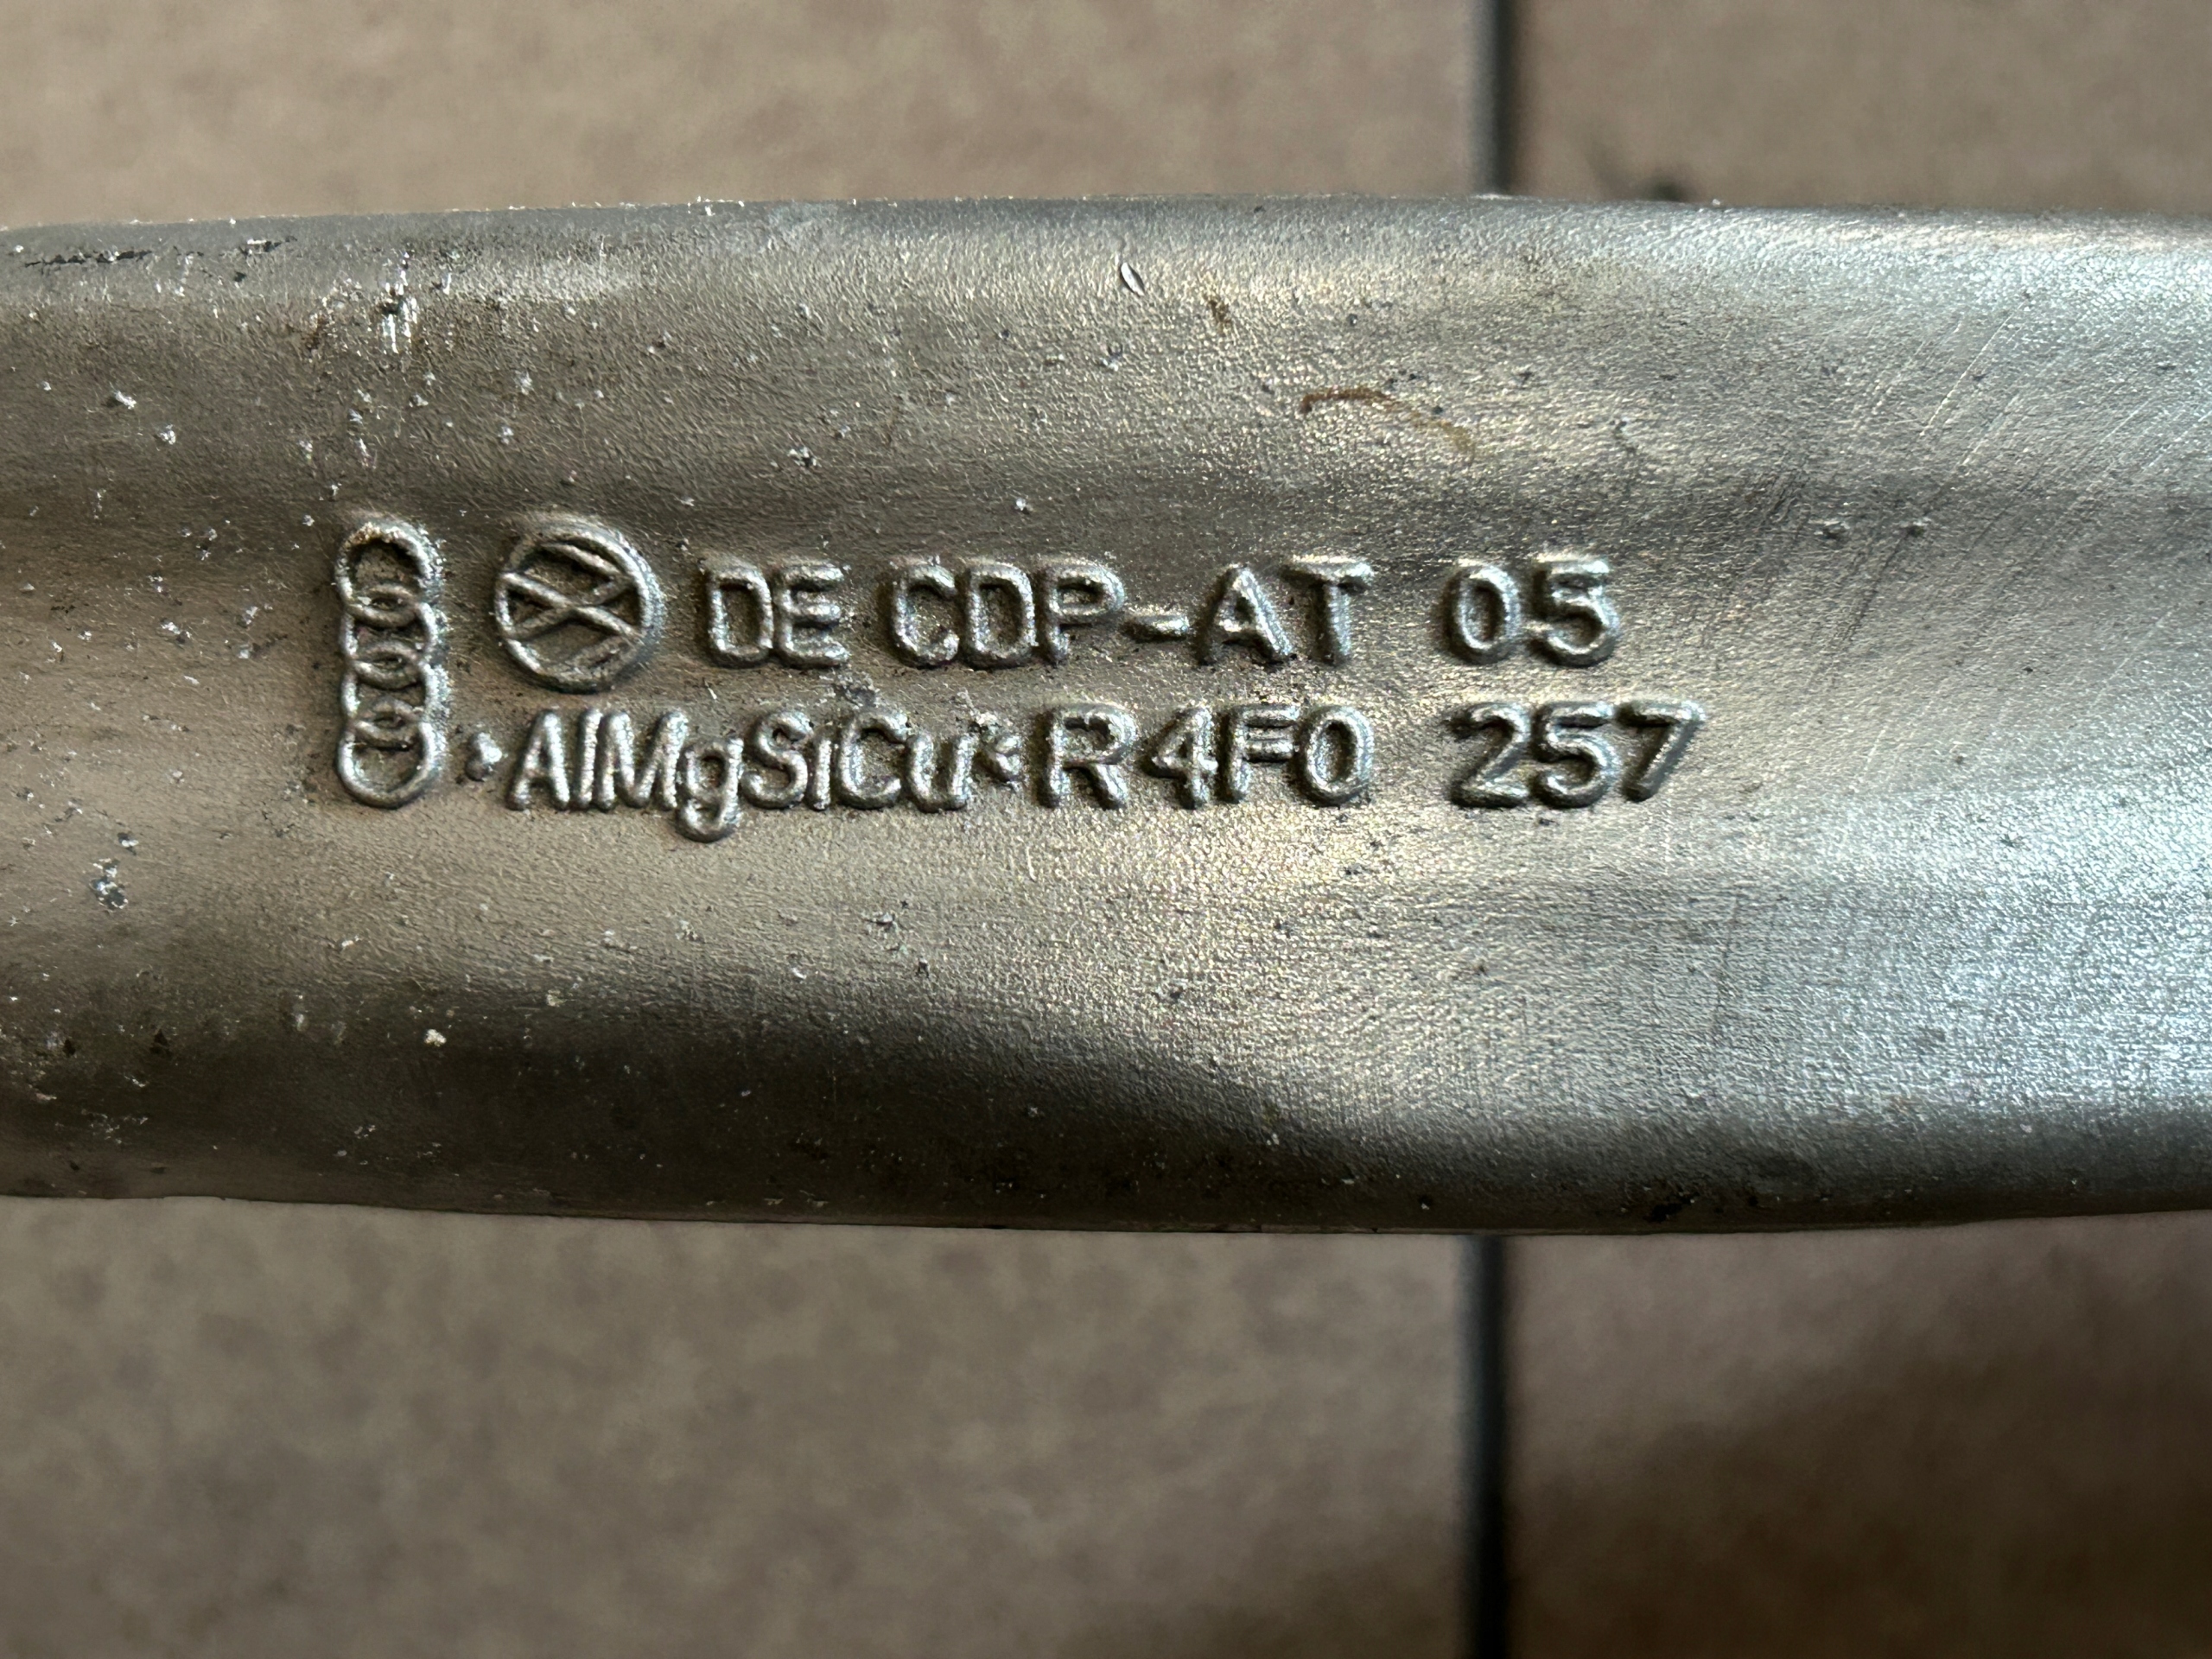 DE CDP-AT 05
>AlMgSiCu< R 4F0 257